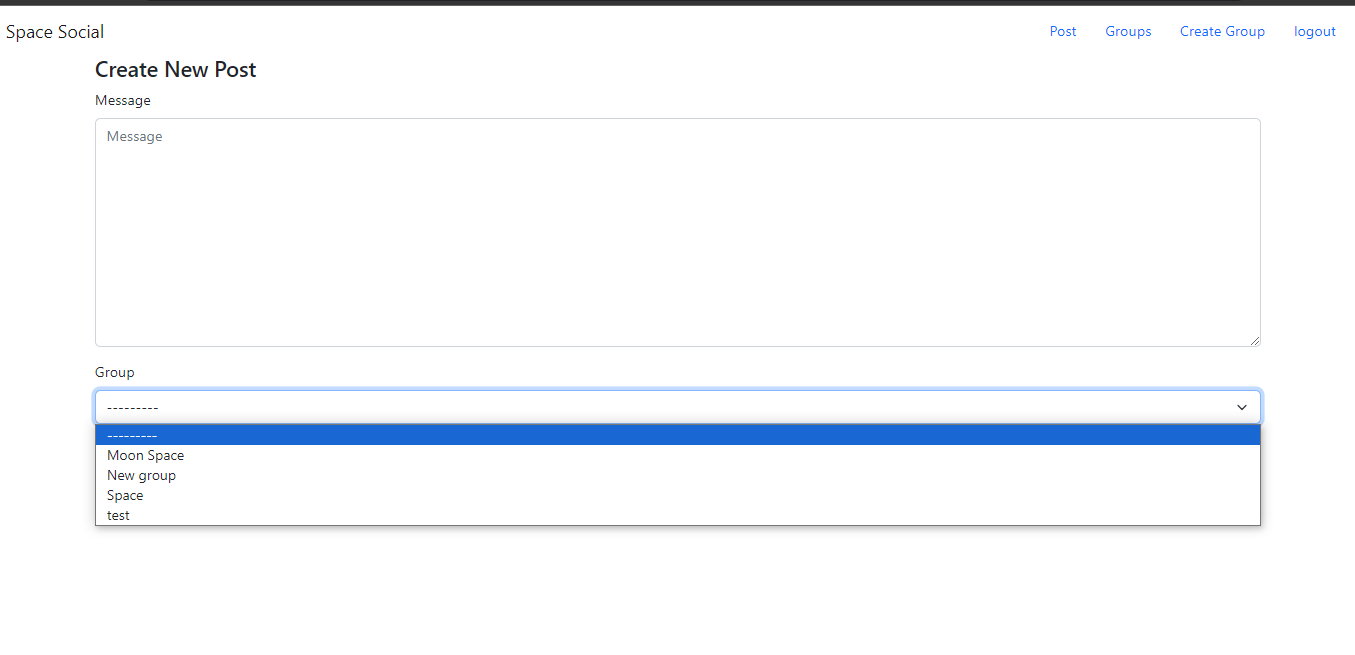 Space Social Post Groups Create Group logout
Create New Post
Message
Message
Group
---------
---------
Moon Space
New group
Space
test